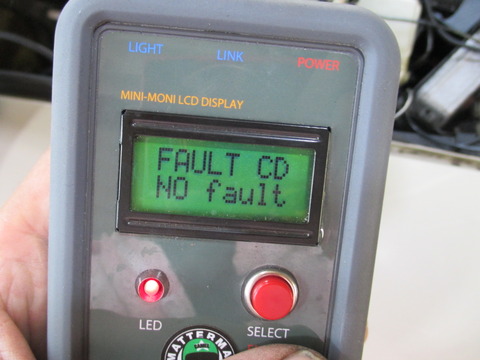 LIGHT LINK POWER
MINI-MONI LCD DISPLAY
FAULT CD
NO fault
LED SELECT